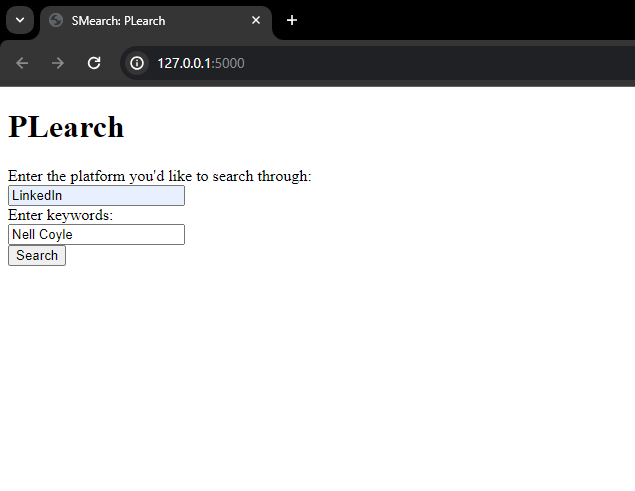 SMearch: PLearch
127.0.0.1:5000
PLearch
Enter the platform you'd like to search through:
LinkedIn
Enter keywords:
Nell Coyle
Search